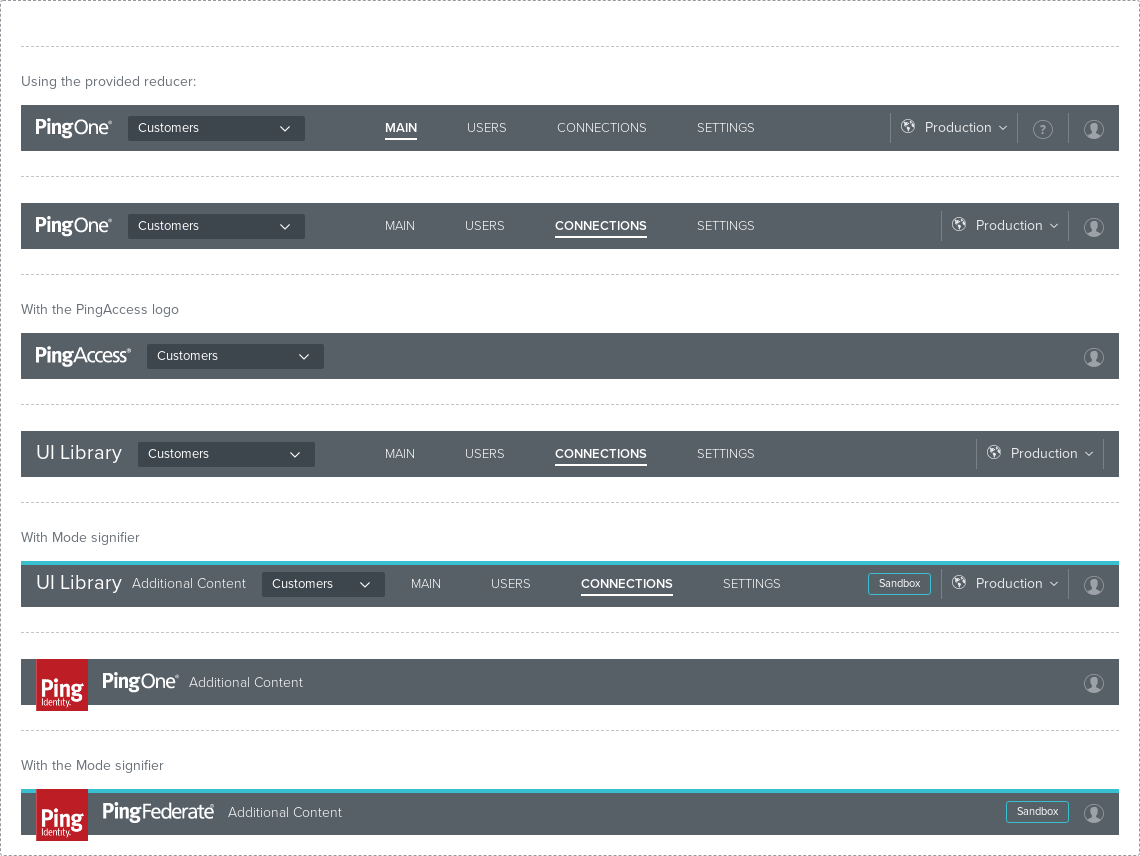 Using the provided reducer:
PingOne® Customers MAIN USERS CONNECTIONS SETTINGS Production ?
PingOne® Customers MAIN USERS CONNECTIONS SETTINGS Production
With the PingAccess logo
PingAccess® Customers
UI Library Customers MAIN USERS CONNECTIONS SETTINGS Production
With Mode signifier
UI Library Additional Content Customers MAIN USERS CONNECTIONS SETTINGS Sandbox Production
Ping Identity. PingOne® Additional Content
With the Mode signifier
Ping Identity. PingFederate® Additional Content Sandbox